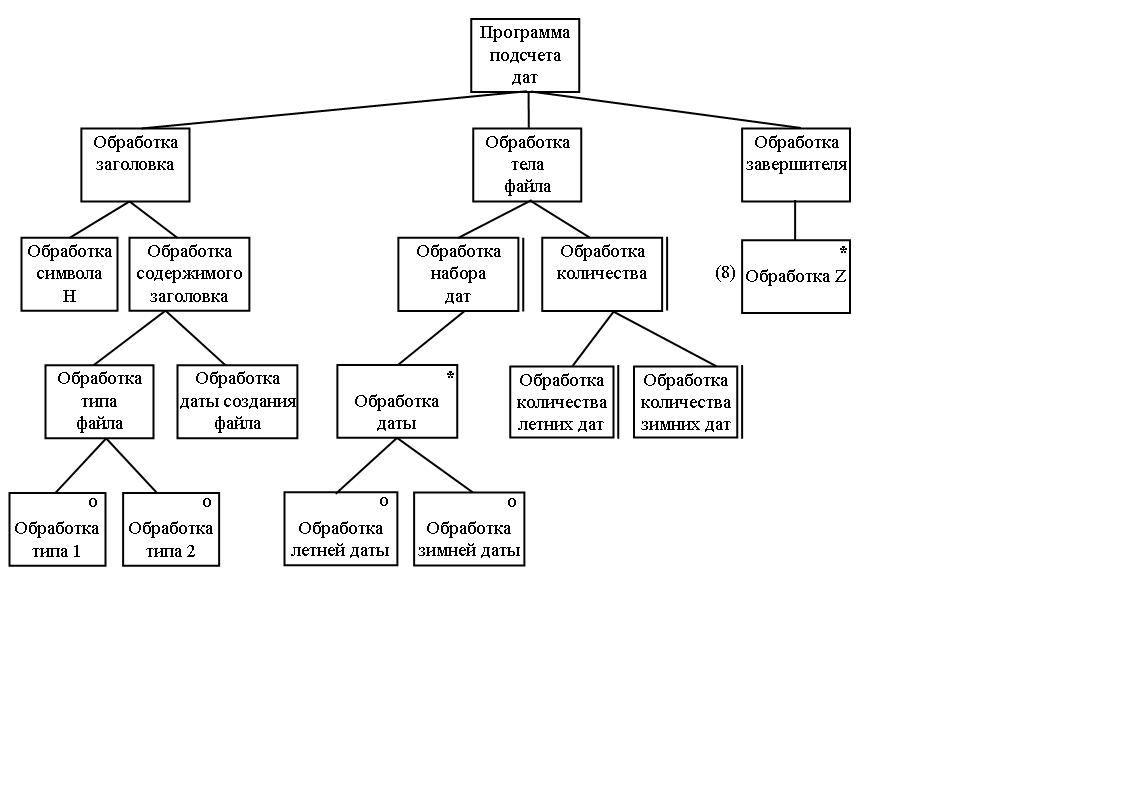 Программа
подсчета
дат
Обработка
заголовка
Обработка
тела
файла
Обработка
завершителя
Обработка
символа
Н
Обработка
содержимого
заголовка
Обработка
набора
дат
Обработка
количества
(8)
*
Обработка Z
Обработка
типа
файла
Обработка
даты создания
файла
*
Обработка
даты
Обработка
количества
летних дат
Обработка
количества
зимних дат
о
Обработка
типа 1
о
Обработка
типа 2
о
Обработка
летней даты
о
Обработка
зимней даты